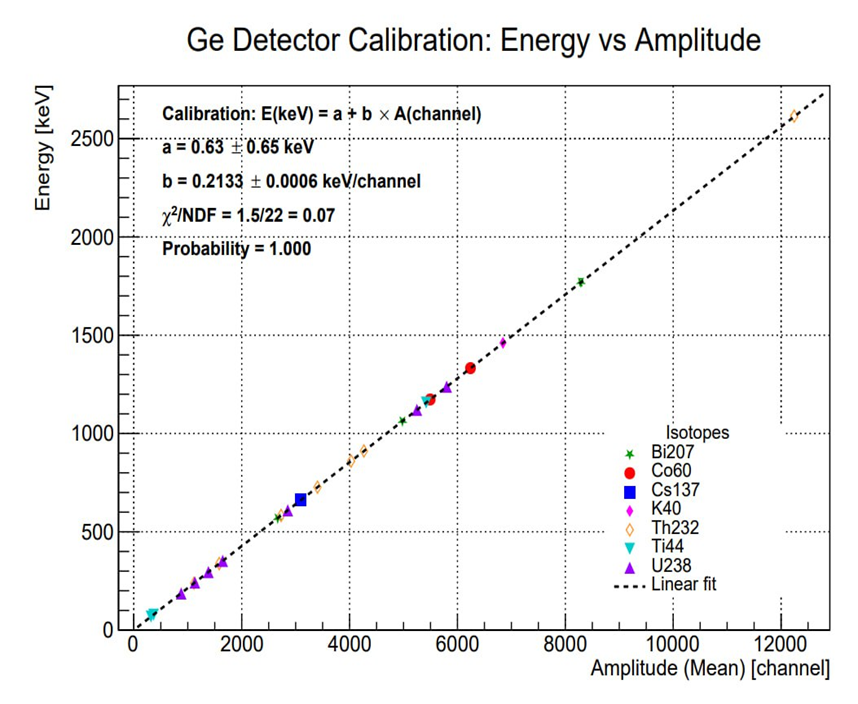 Ge Detector Calibration: Energy vs Amplitude
Energy [keV]
Calibration: E(keV) = a + b × A(channel)
a = 0.63 ± 0.65 keV
b = 0.2133 ± 0.0006 keV/channel
χ²/NDF = 1.5/22 = 0.07
Probability = 1.000
2500
2000
1500
1000
500
0
Isotopes
Bi207
Co60
Cs137
K40
Th232
Ti44
U238
Linear fit
0 2000 4000 6000 8000 10000 12000
Amplitude (Mean) [channel]